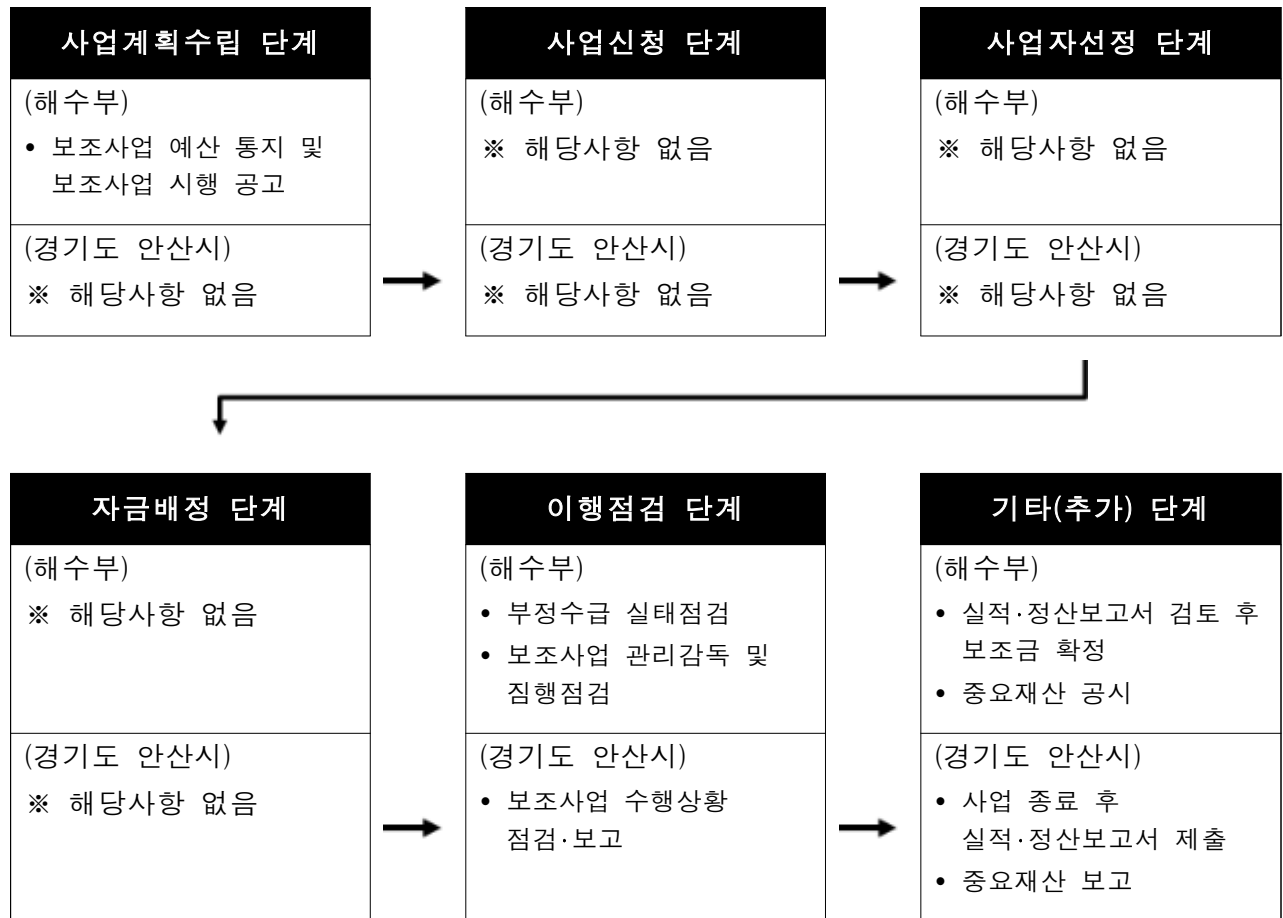 사업계획수립 단계
(해수부)
• 보조사업 예산 통지 및
보조사업 시행 공고
(경기도 안산시)
※ 해당사항 없음
사업신청 단계
(해수부)
※ 해당사항 없음
(경기도 안산시)
※ 해당사항 없음
사업자선정 단계
(해수부)
※ 해당사항 없음
(경기도 안산시)
※ 해당사항 없음
자금배정 단계
(해수부)
※ 해당사항 없음
(경기도 안산시)
※ 해당사항 없음
이행점검 단계
(해수부)
• 부정수급 실태점검
• 보조사업 관리감독 및
짐행점검
(경기도 안산시)
• 보조사업 수행상황
점검·보고
기타(추가) 단계
(해수부)
• 실적·정산보고서 검토 후
보조금 확정
• 중요재산 공시
(경기도 안산시)
• 사업 종료 후
실적·정산보고서 제출
• 중요재산 보고